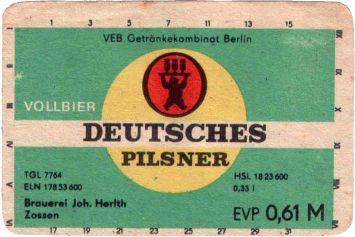 1 3 5 7 9 11 13 15
VEB Getränkekombinat Berlin
VOLLBIER
DEUTSCHES
PILSNER
TGL 7764
ELN 178 53 600
HSL 18 23 600
0,33 l
Brauerei Joh. Herlth
Zossen
EVP 0,61 M
17 19 21 23 25 27 29 31